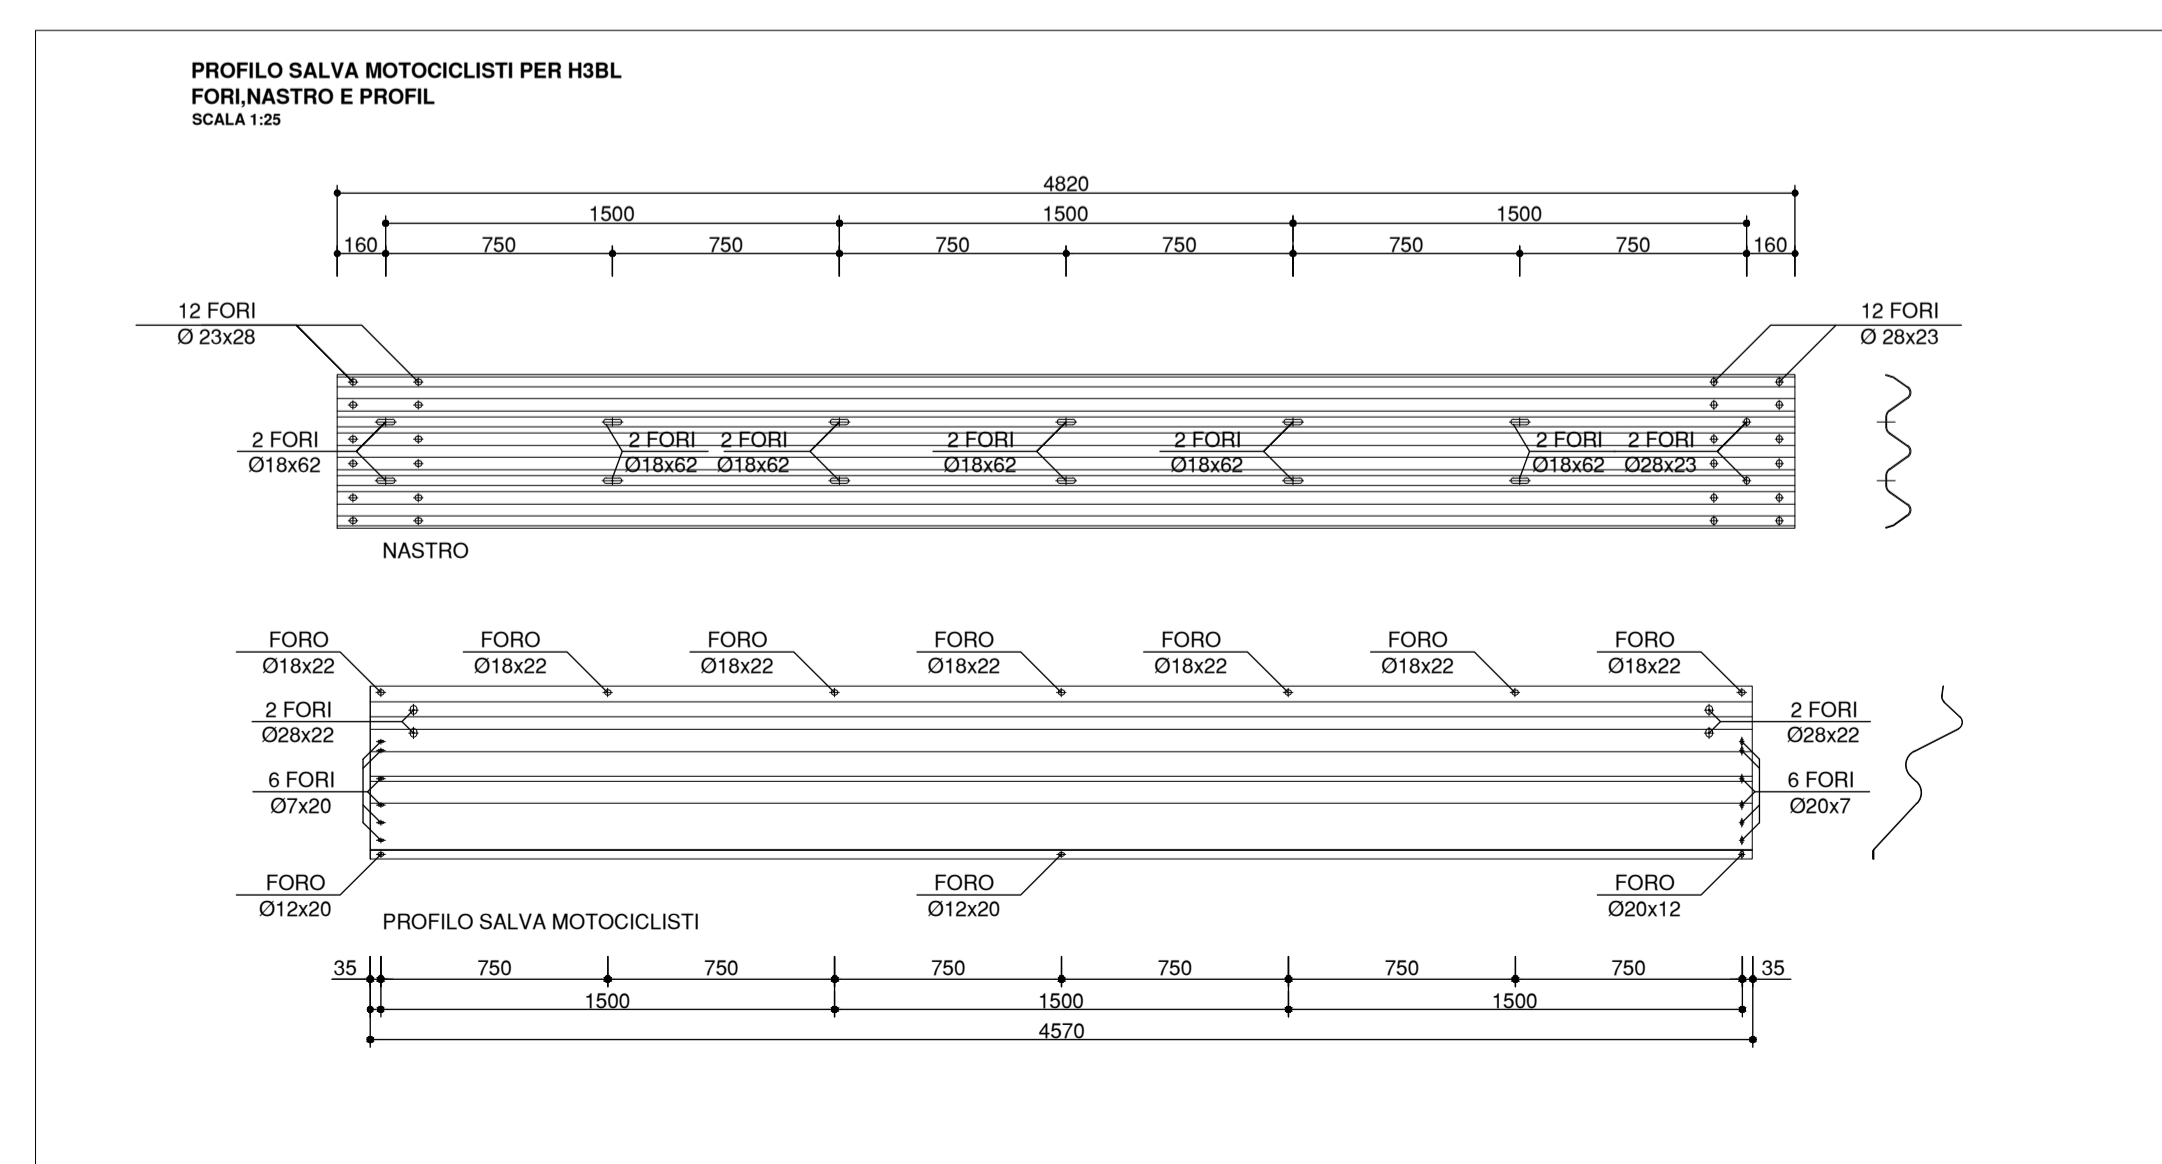 PROFILO SALVA MOTOCICLISTI PER H3BL
FORI,NASTRO E PROFIL
SCALA 1:25
4820
1500 1500 1500
160 750 750 750 750 750 750 160
12 FORI
Ø 23x28
12 FORI
Ø 28x23
2 FORI
Ø18x62
2 FORI
Ø18x62
2 FORI
Ø18x62
2 FORI
Ø18x62
2 FORI
Ø18x62
2 FORI
Ø18x62
2 FORI
Ø28x23
NASTRO
FORO
Ø18x22
FORO
Ø18x22
FORO
Ø18x22
FORO
Ø18x22
FORO
Ø18x22
FORO
Ø18x22
FORO
Ø18x22
2 FORI
Ø28x22
2 FORI
Ø28x22
6 FORI
Ø7x20
6 FORI
Ø20x7
FORO
Ø12x20
FORO
Ø12x20
FORO
Ø20x12
PROFILO SALVA MOTOCICLISTI
35 750 750 750 750 750 750 35
1500 1500 1500
4570